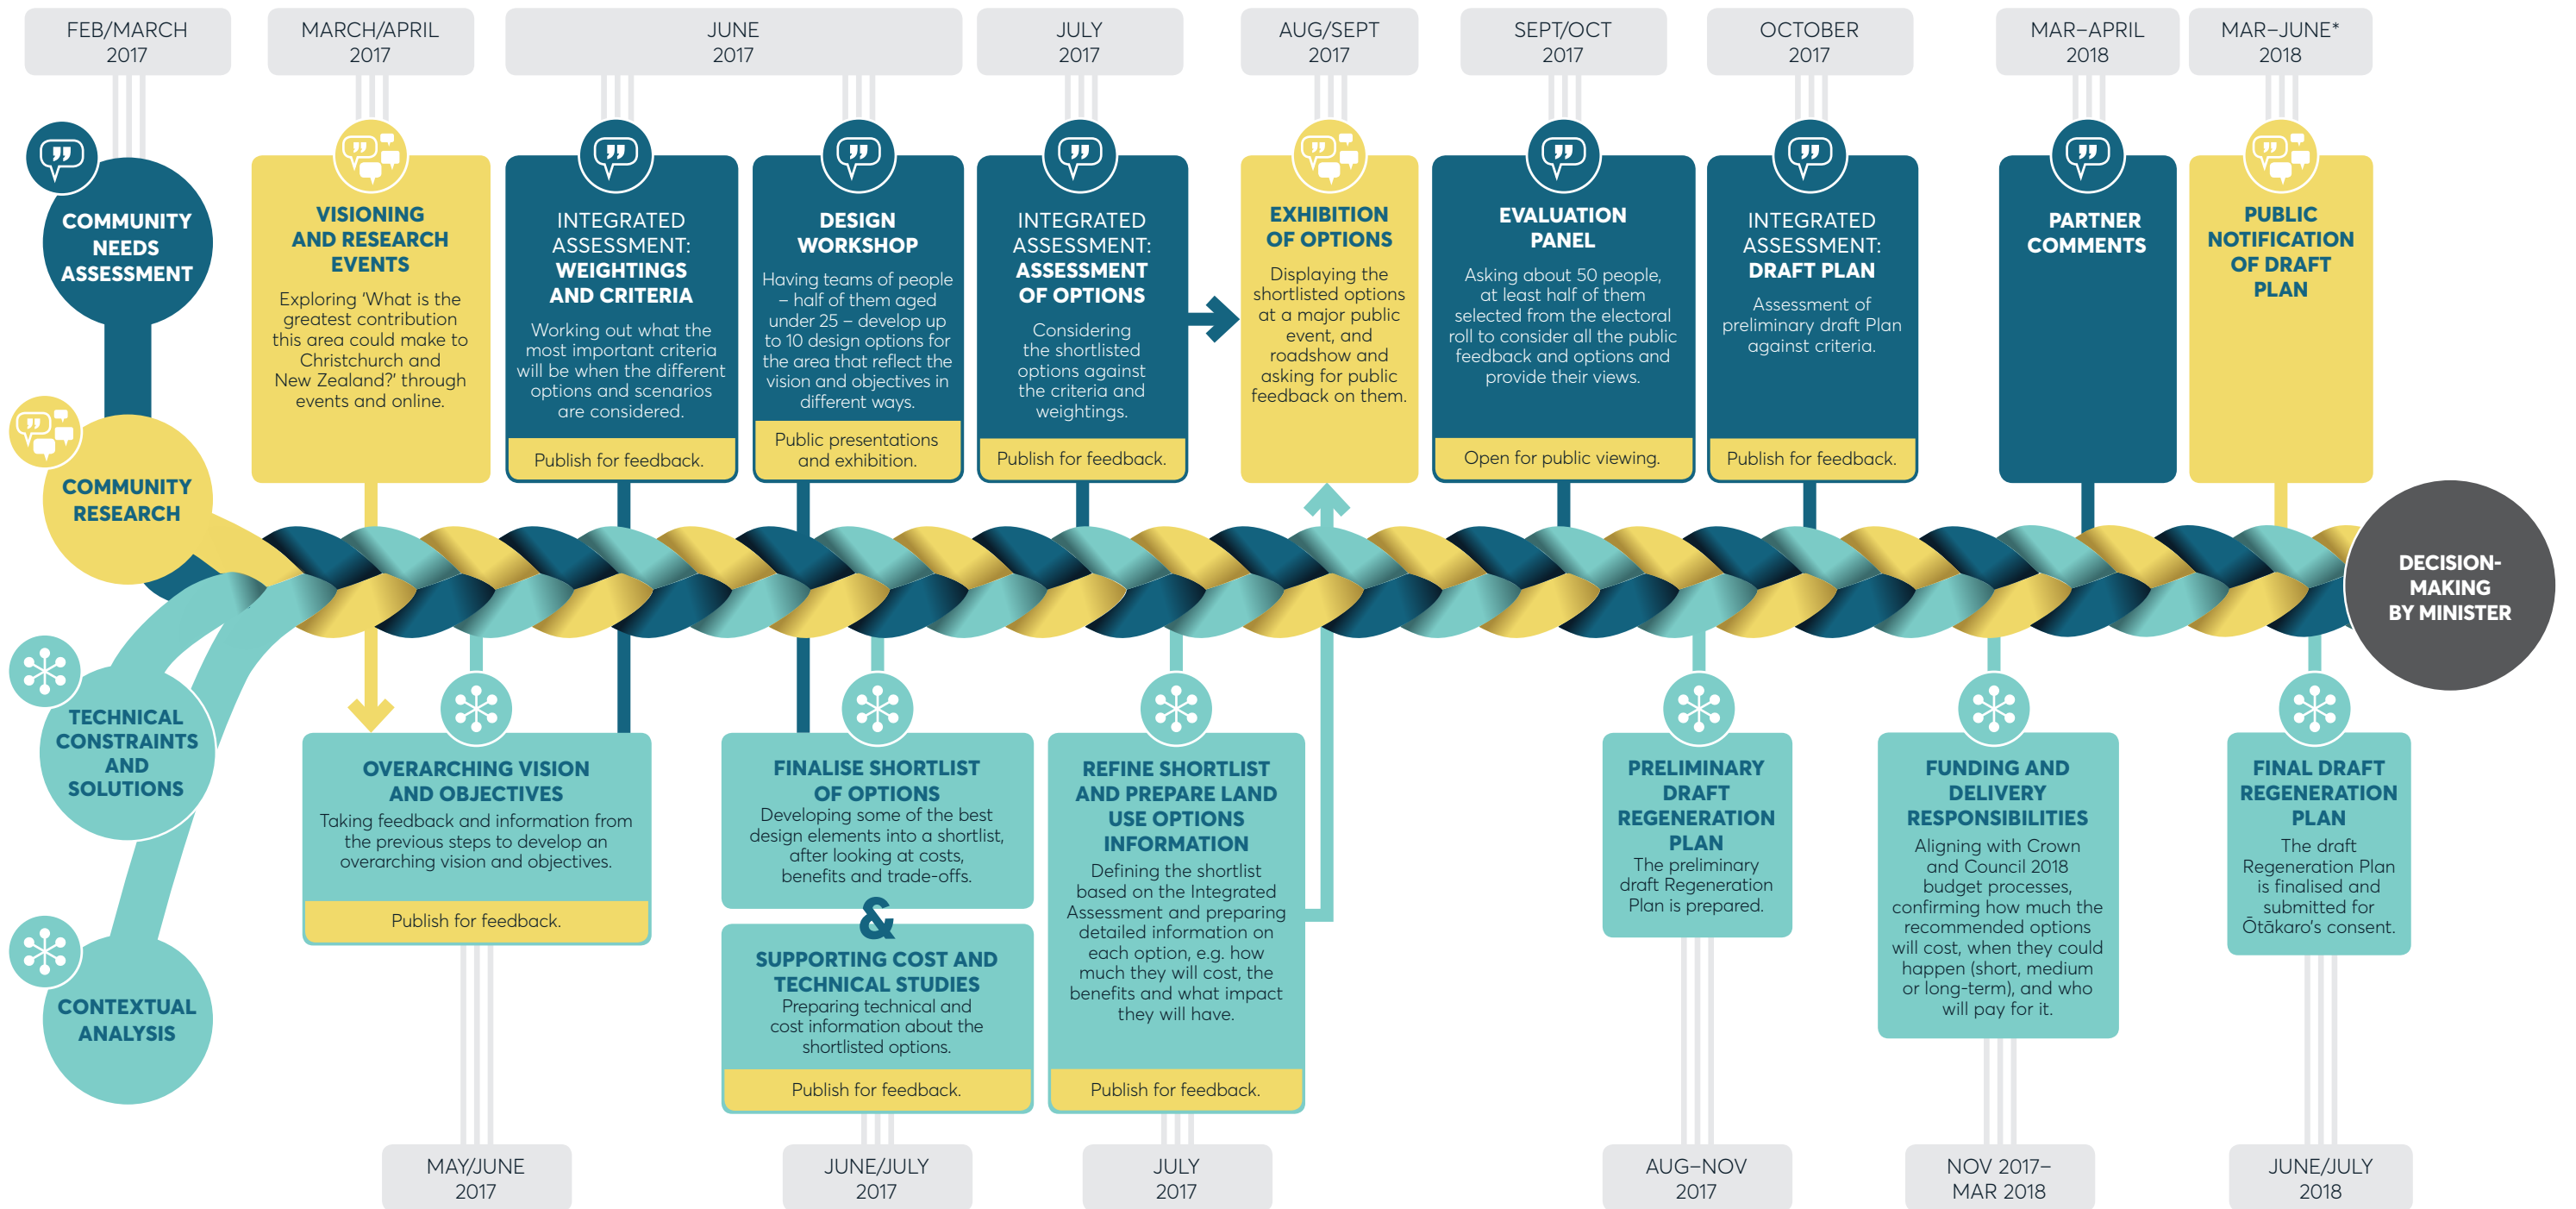 FEB/MARCH
2017
MARCH/APRIL
2017
JUNE
2017
JULY
2017
AUG/SEPT
2017
SEPT/OCT
2017
OCTOBER
2017
MAR–APRIL
2018
MAR–JUNE*
2018
COMMUNITY
NEEDS
ASSESSMENT
COMMUNITY
RESEARCH
TECHNICAL
CONSTRAINTS
AND
SOLUTIONS
CONTEXTUAL
ANALYSIS
VISIONING
AND RESEARCH
EVENTS
Exploring ‘What is the
greatest contribution
this area could make to
Christchurch and
New Zealand?’ through
events and online.
INTEGRATED
ASSESSMENT:
WEIGHTINGS
AND CRITERIA
Working out what the
most important criteria
will be when the different
options and scenarios
are considered.
Publish for feedback.
DESIGN
WORKSHOP
Having teams of people
– half of them aged
under 25 – develop up
to 10 design options for
the area that reflect the
vision and objectives in
different ways.
Public presentations
and exhibition.
INTEGRATED
ASSESSMENT:
ASSESSMENT
OF OPTIONS
Considering
the shortlisted
options against
the criteria and
weightings.
Publish for feedback.
EXHIBITION
OF OPTIONS
Displaying the
shortlisted options
at a major public
event, and
roadshow and
asking for public
feedback on them.
EVALUATION
PANEL
Asking about 50 people,
at least half of them
selected from the electoral
roll to consider all the public
feedback and options and
provide their views.
Open for public viewing.
INTEGRATED
ASSESSMENT:
DRAFT PLAN
Assessment of
preliminary draft Plan
against criteria.
Publish for feedback.
PARTNER
COMMENTS
PUBLIC
NOTIFICATION
OF DRAFT
PLAN
DECISION-
MAKING
BY MINISTER
OVERARCHING VISION
AND OBJECTIVES
Taking feedback and information from
the previous steps to develop an
overarching vision and objectives.
Publish for feedback.
FINALISE SHORTLIST
OF OPTIONS
Developing some of the best
design elements into a shortlist,
after looking at costs,
benefits and trade-offs.
&
SUPPORTING COST AND
TECHNICAL STUDIES
Preparing technical and
cost information about the
shortlisted options.
Publish for feedback.
REFINE SHORTLIST
AND PREPARE LAND
USE OPTIONS
INFORMATION
Defining the shortlist
based on the Integrated
Assessment and preparing
detailed information on
each option, e.g. how
much they will cost, the
benefits and what impact
they will have.
Publish for feedback.
PRELIMINARY
DRAFT
REGENERATION
PLAN
The preliminary
draft Regeneration
Plan is prepared.
FUNDING AND
DELIVERY
RESPONSIBILITIES
Aligning with Crown
and Council 2018
budget processes,
confirming how much the
recommended options
will cost, when they could
happen (short, medium
or long-term), and who
will pay for it.
FINAL DRAFT
REGENERATION
PLAN
The draft
Regeneration Plan
is finalised and
submitted for
Ōtākaro’s consent.
MAY/JUNE
2017
JUNE/JULY
2017
JULY
2017
AUG–NOV
2017
NOV 2017–
MAR 2018
JUNE/JULY
2018